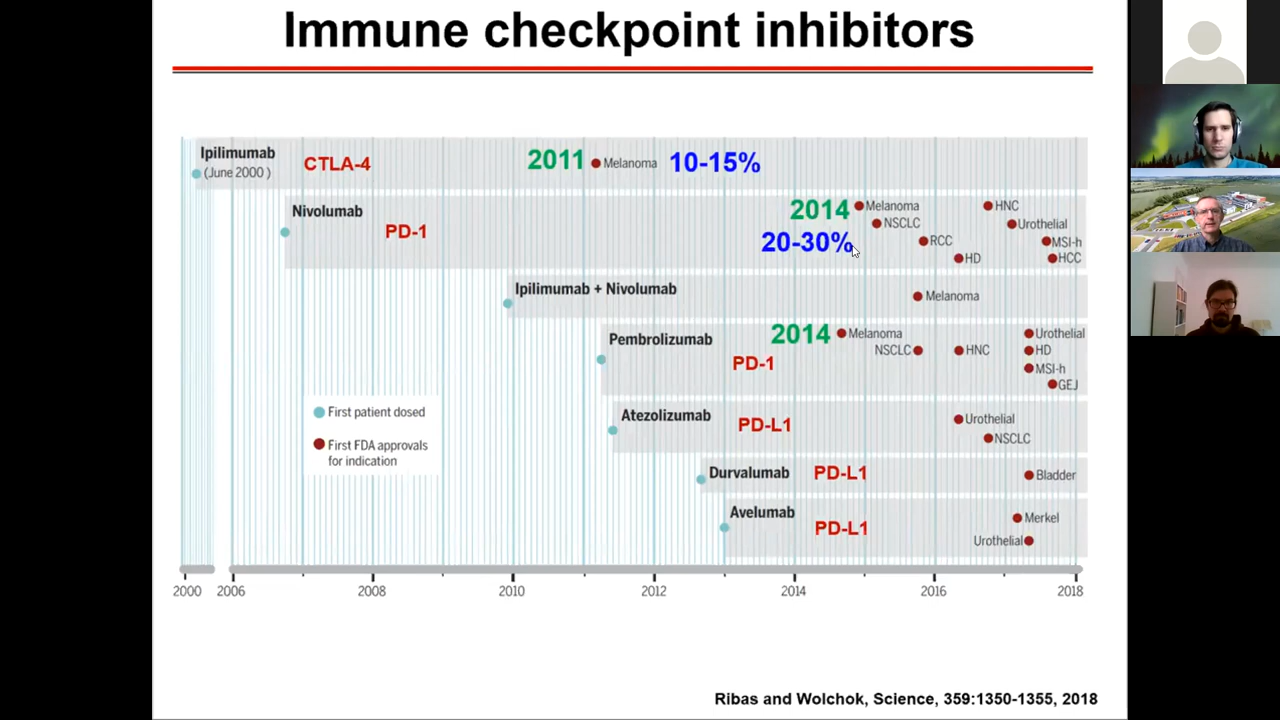 Immune checkpoint inhibitors
Ipilimumab
(June 2000 )
CTLA-4
2011
Melanoma
10-15%
Nivolumab
PD-1
2014
20-30%
Melanoma
NSCLC
RCC
HD
HNC
Urothelial
MSI-h
HCC
Ipilimumab + Nivolumab
Melanoma
Pembrolizumab
PD-1
2014
Melanoma
NSCLC
HNC
Urothelial
HD
MSI-h
GEJ
Atezolizumab
PD-L1
Urothelial
NSCLC
Durvalumab
PD-L1
Bladder
Avelumab
PD-L1
Merkel
Urothelial
First patient dosed
First FDA approvals
for indication
2000 2006 2008 2010 2012 2014 2016 2018
Ribas and Wolchok, Science, 359:1350-1355, 2018